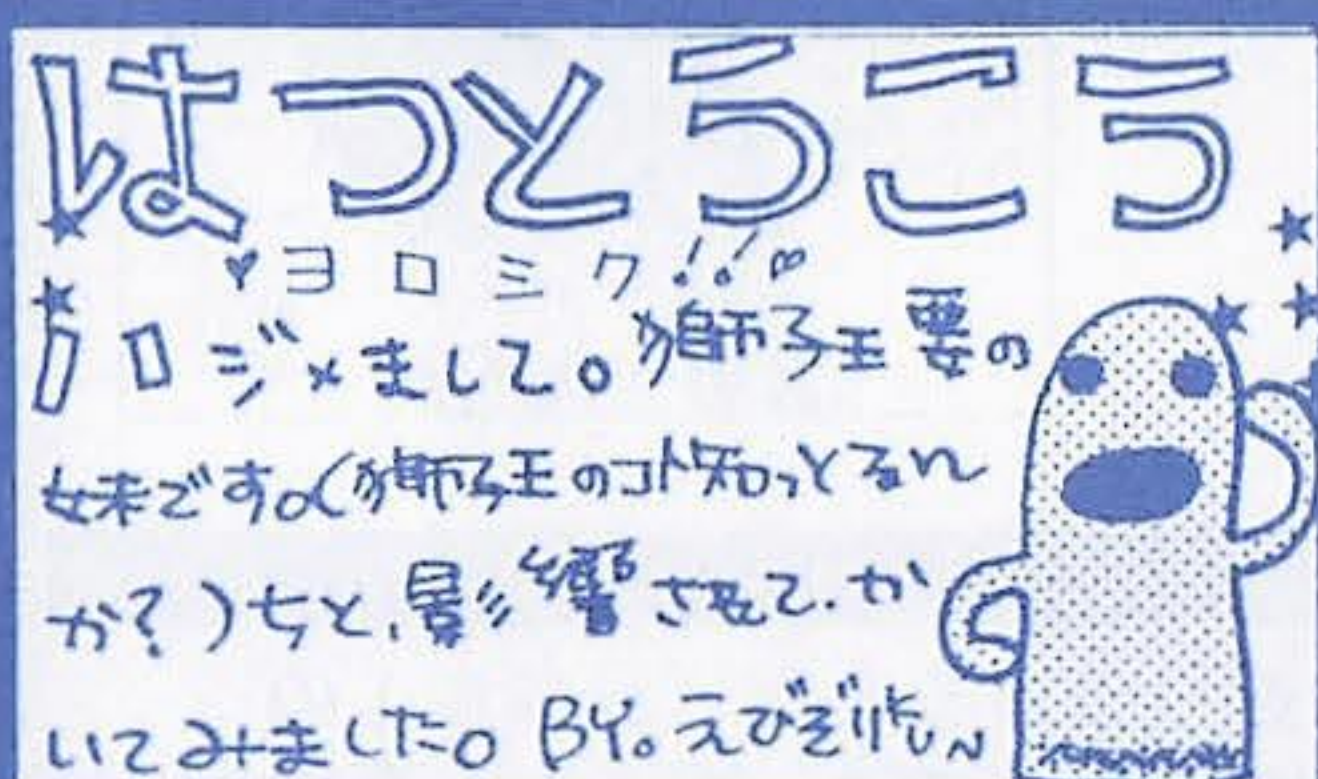 はつとうこう
♥ヨロシク!!♡
ハロジメまして。獅子王要の
妹です。(獅子王のコト知っとるん
か?)ちと、影響されて、か
いてみました。BY。えびぞり